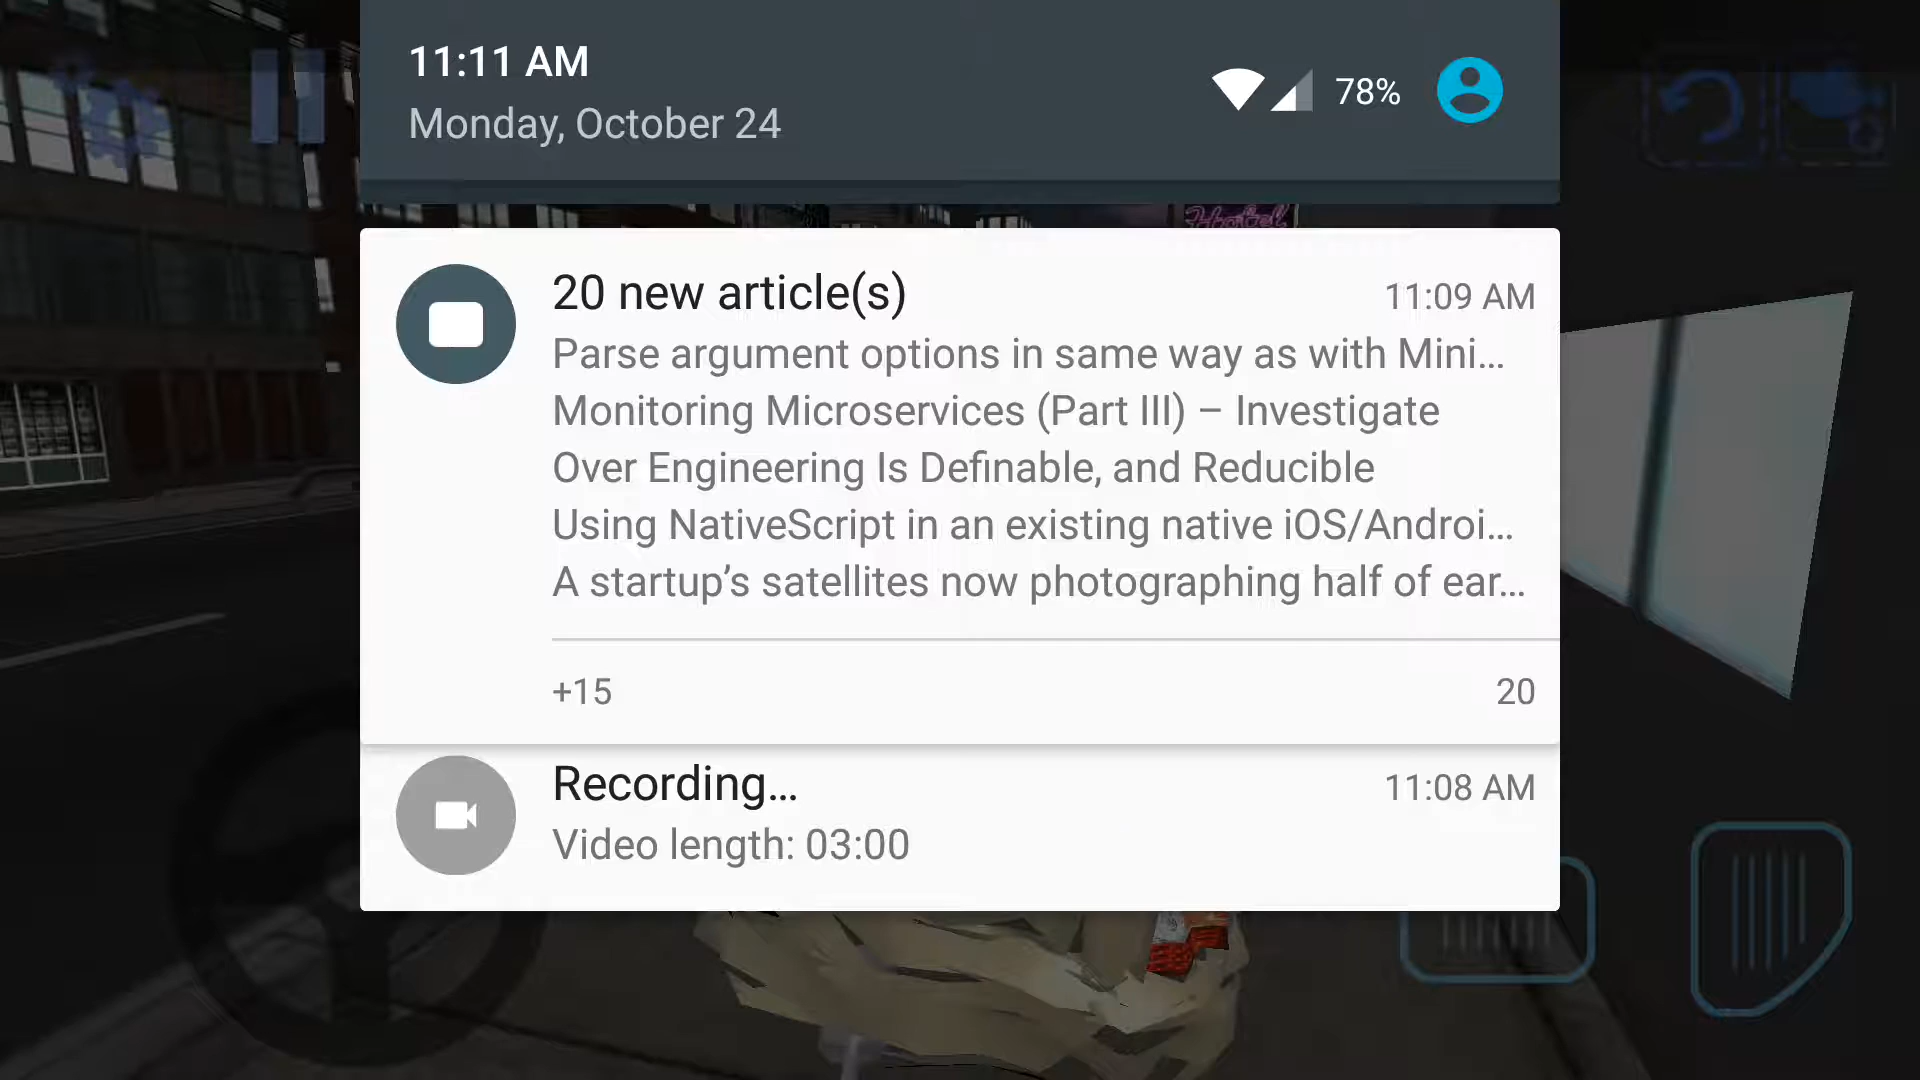 11:11 AM
Monday, October 24
78%
Hotel
20 new article(s)
11:09 AM
Parse argument options in same way as with Mini…
Monitoring Microservices (Part III) – Investigate
Over Engineering Is Definable, and Reducible
Using NativeScript in an existing native iOS/Androi…
A startup’s satellites now photographing half of ear…
+15
20
Recording…
11:08 AM
Video length: 03:00